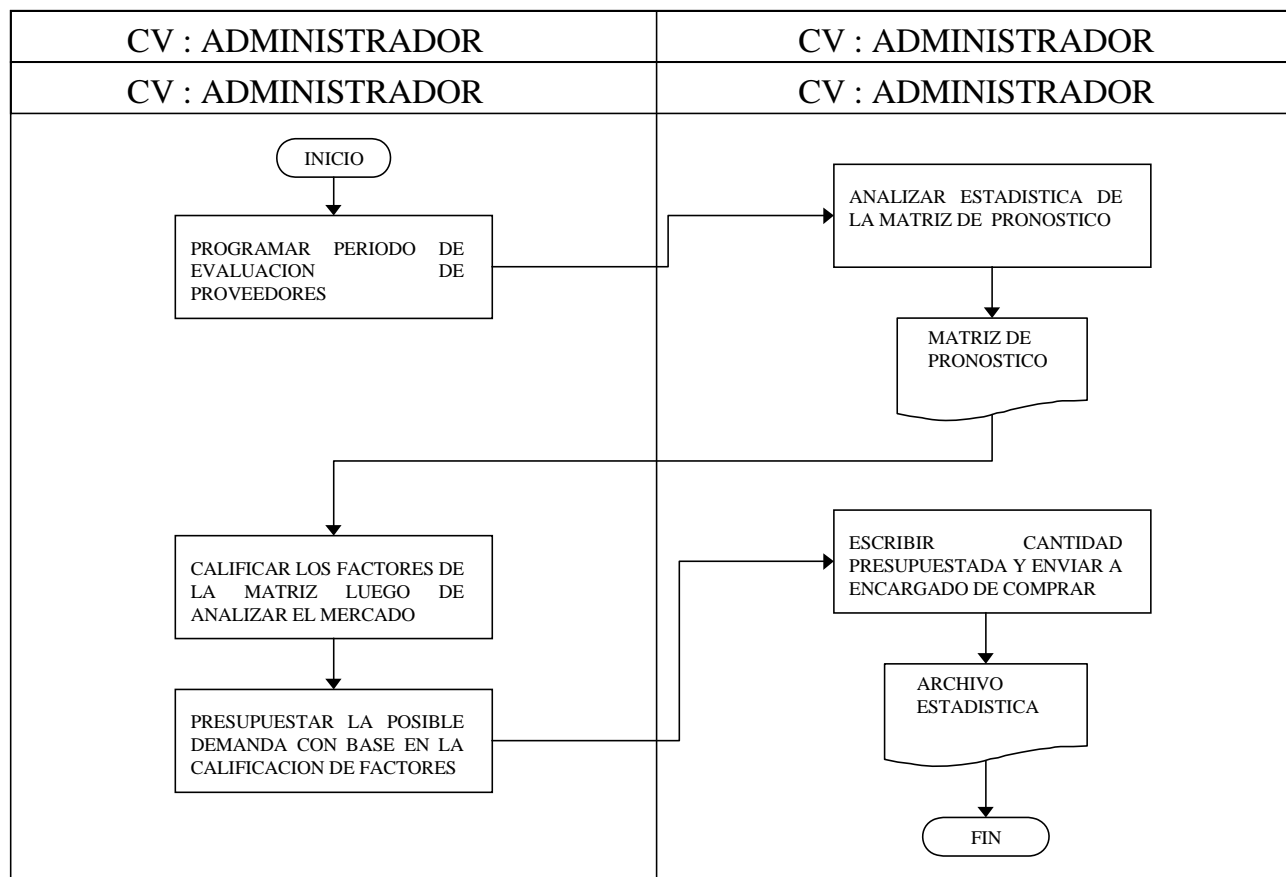 CV : ADMINISTRADOR
CV : ADMINISTRADOR
CV : ADMINISTRADOR
CV : ADMINISTRADOR
INICIO
PROGRAMAR PERIODO DE
EVALUACION DE
PROVEEDORES
ANALIZAR ESTADISTICA DE
LA MATRIZ DE PRONOSTICO
MATRIZ DE
PRONOSTICO
CALIFICAR LOS FACTORES DE
LA MATRIZ LUEGO DE
ANALIZAR EL MERCADO
PRESUPUESTAR LA POSIBLE
DEMANDA CON BASE EN LA
CALIFICACION DE FACTORES
ESCRIBIR CANTIDAD
PRESUPUESTADA Y ENVIAR A
ENCARGADO DE COMPRAR
ARCHIVO
ESTADISTICA
FIN